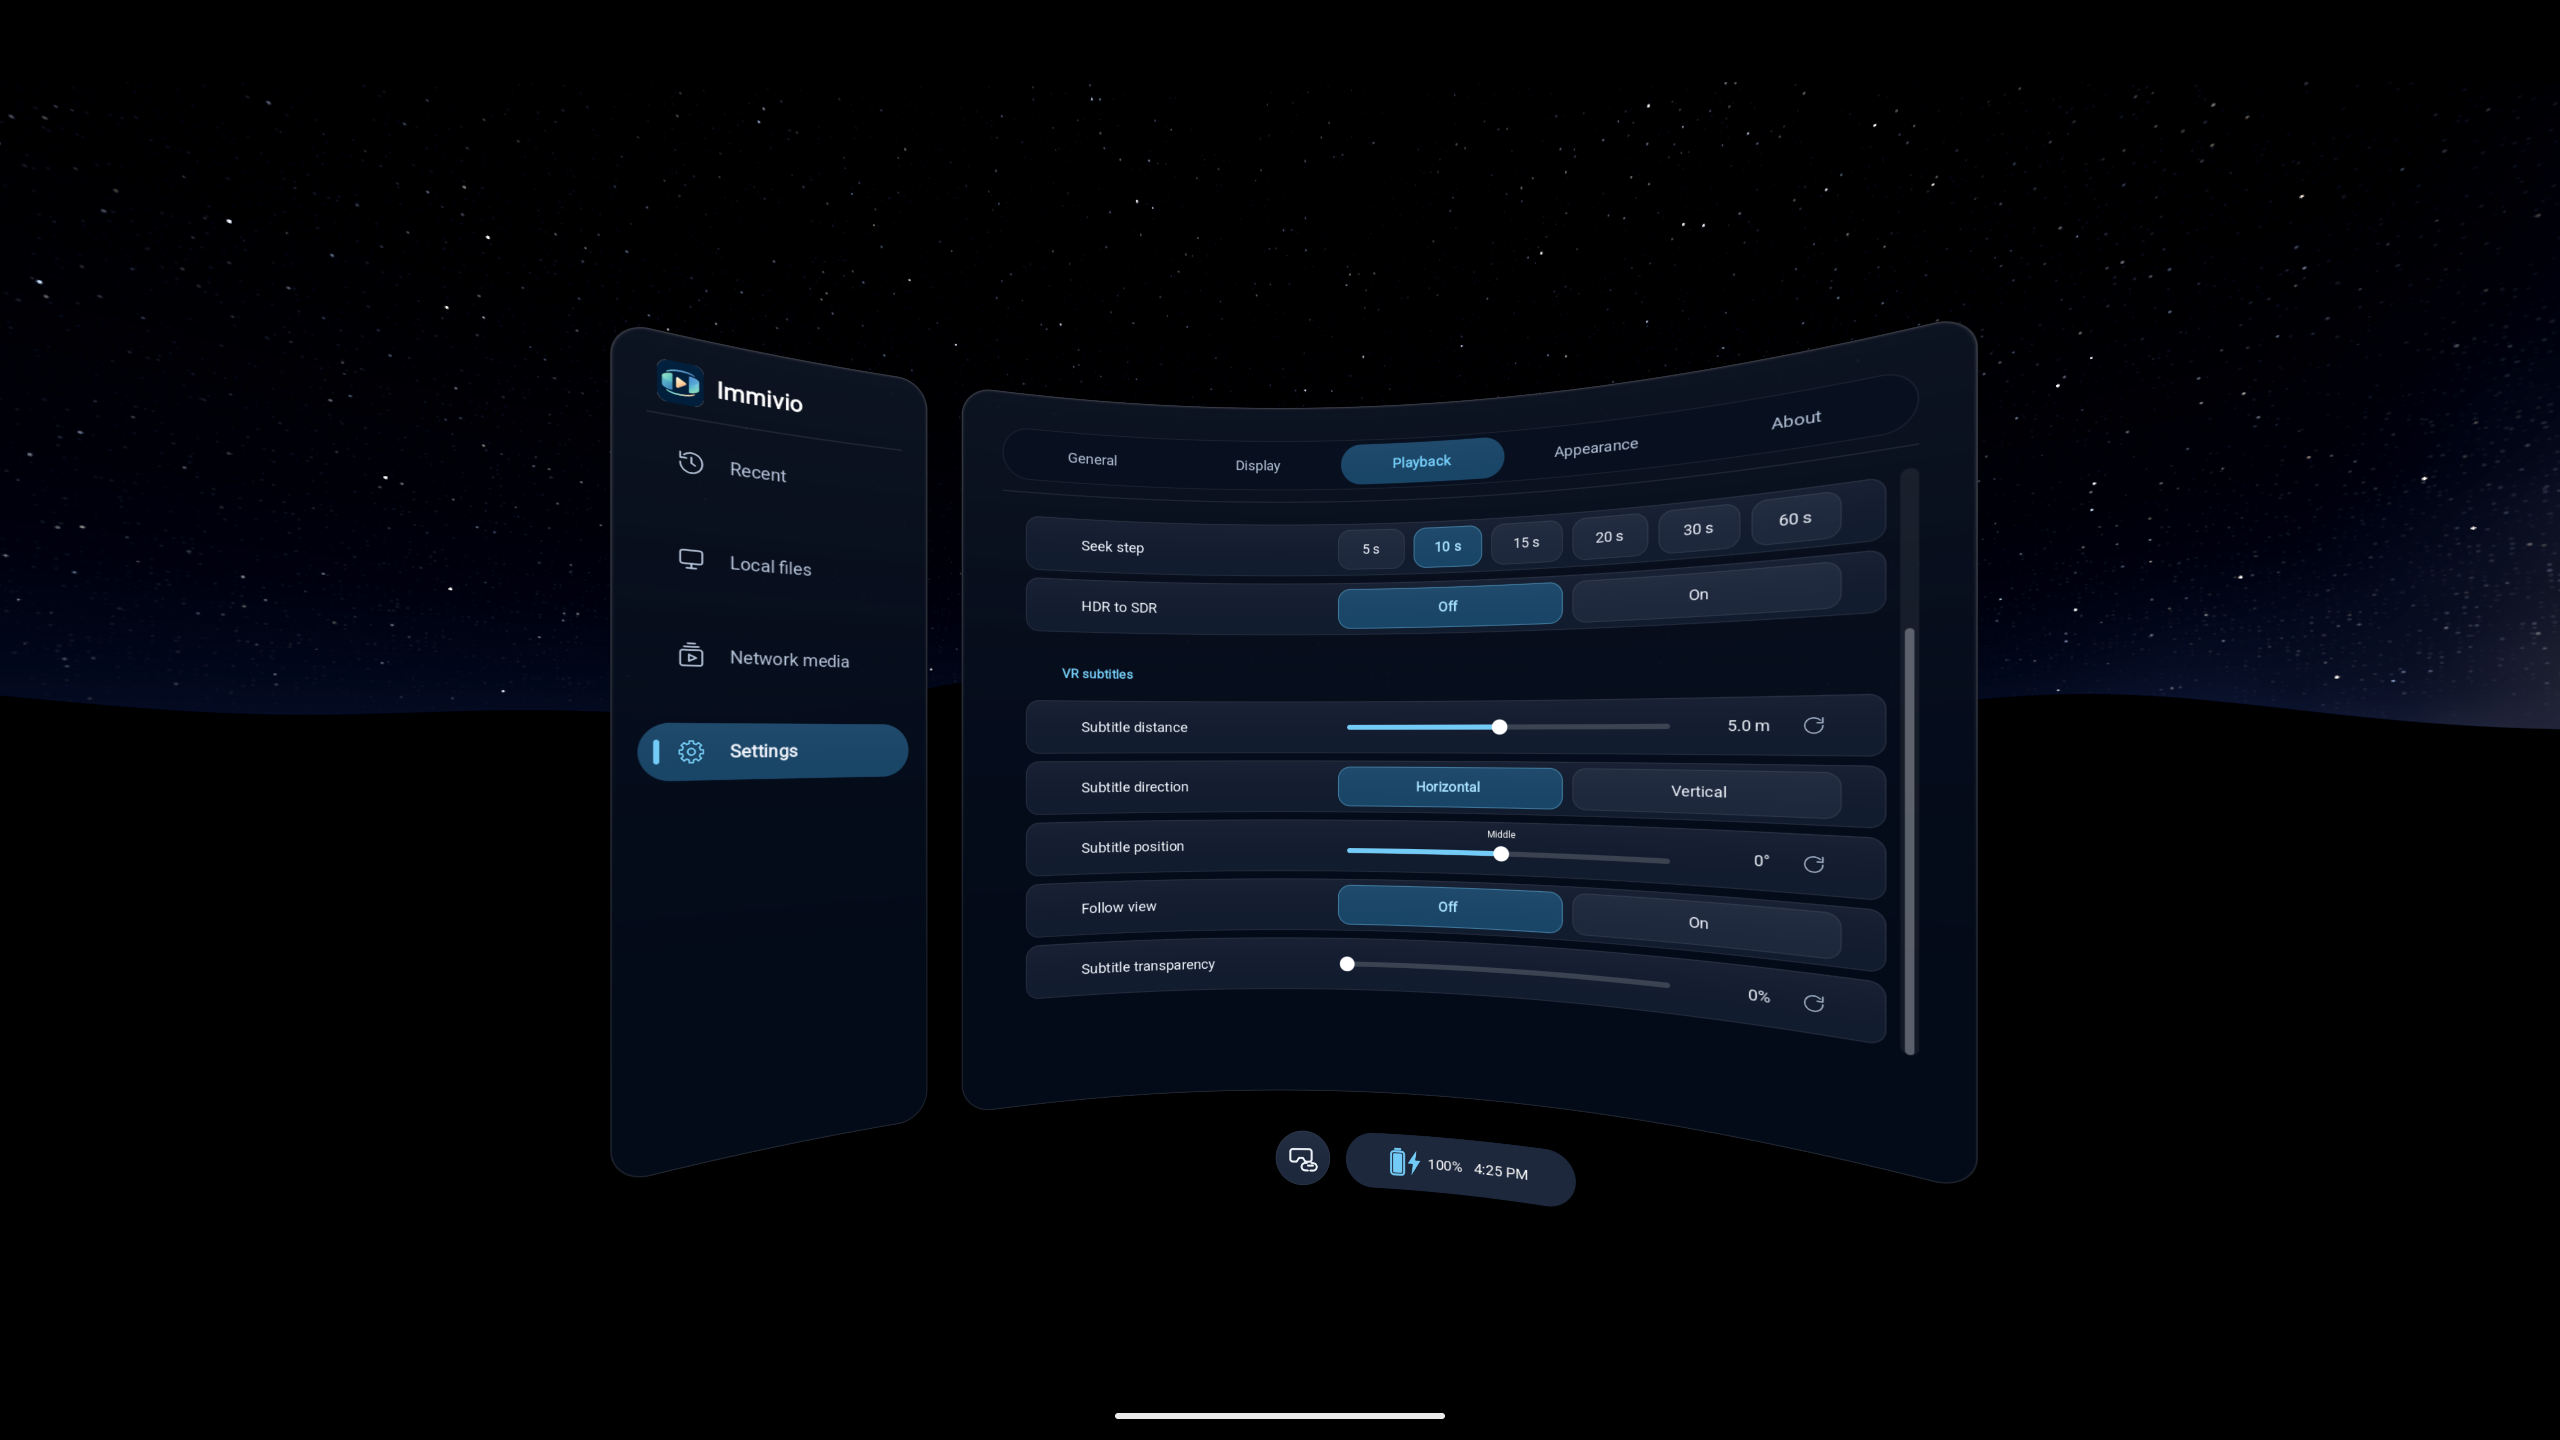 Immivio
Recent
Local files
Network media
Settings
General Display Playback Appearance About
Seek step 5 s 10 s 15 s 20 s 30 s 60 s
HDR to SDR Off On
VR subtitles
Subtitle distance 5.0 m
Subtitle direction Horizontal Vertical
Middle
Subtitle position 0°
Follow view Off On
Subtitle transparency 0%
100% 4:25 PM